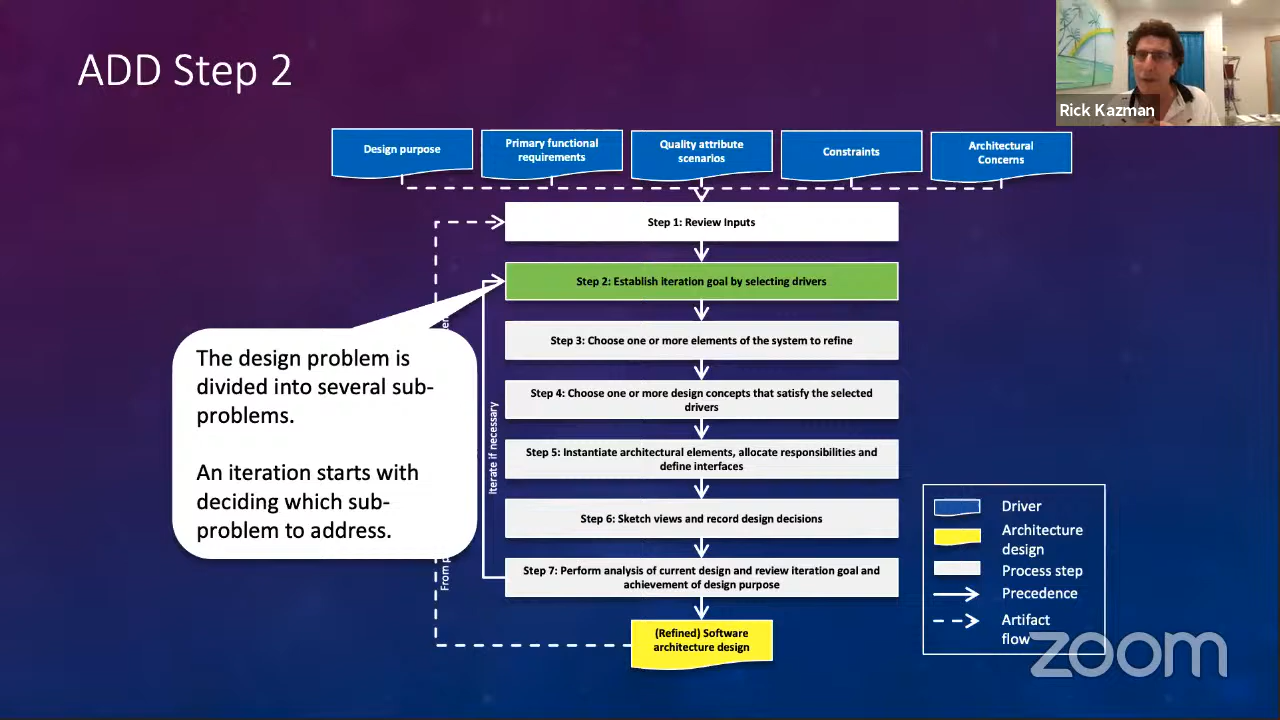 ADD Step 2
Rick Kazman
Design purpose
Primary functional
requirements
Quality attribute
scenarios
Constraints
Architectural
Concerns
Step 1: Review Inputs
Step 2: Establish iteration goal by selecting drivers
The design problem is
divided into several sub-
problems.
An iteration starts with
deciding which sub-
problem to address.
Iterate if necessary
From
Step 3: Choose one or more elements of the system to refine
Step 4: Choose one or more design concepts that satisfy the selected
drivers
Step 5: Instantiate architectural elements, allocate responsibilities and
define interfaces
Step 6: Sketch views and record design decisions
Step 7: Perform analysis of current design and review iteration goal and
achievement of design purpose
(Refined) Software
architecture design
Driver
Architecture
design
Process step
Precedence
Artifact
flow
zoom